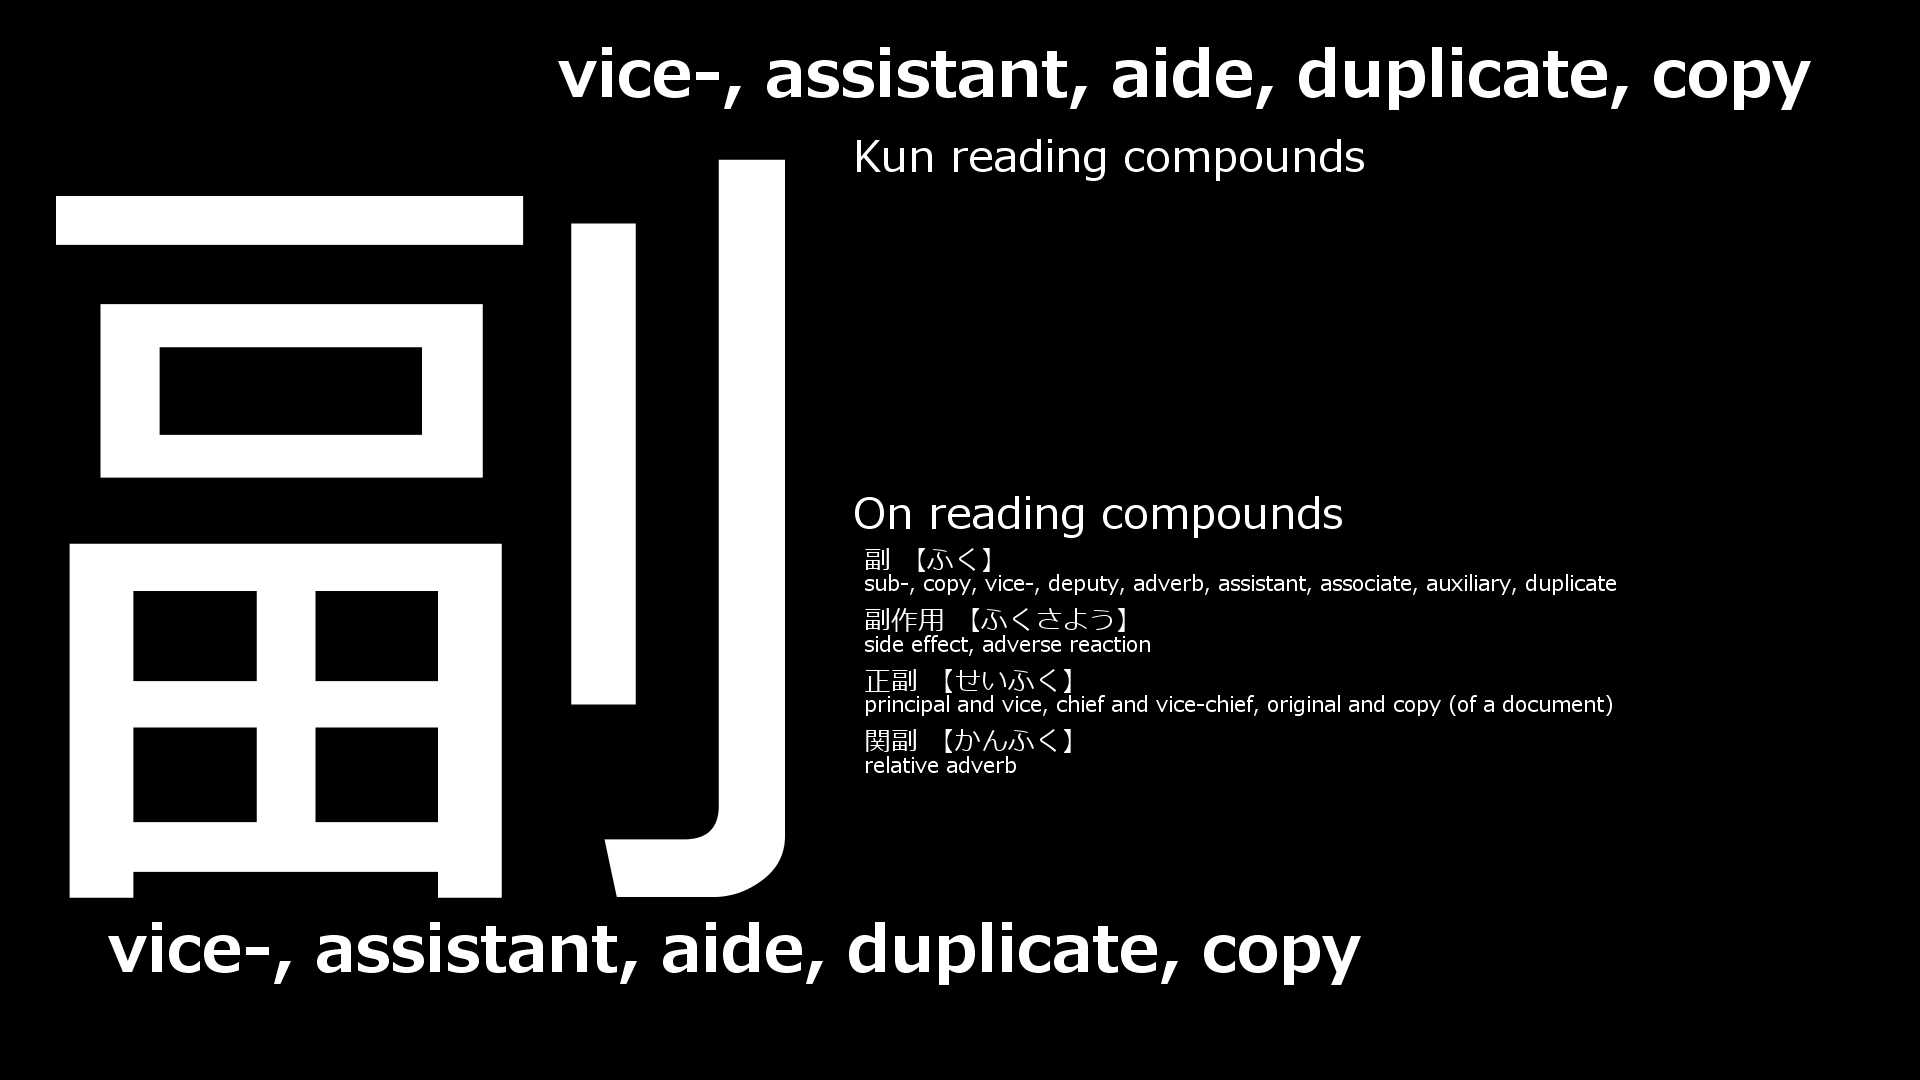 vice-, assistant, aide, duplicate, copy
副
Kun reading compounds
On reading compounds
副 【ふく】
sub-, copy, vice-, deputy, adverb, assistant, associate, auxiliary, duplicate
副作用 【ふくさよう】
side effect, adverse reaction
正副 【せいふく】
principal and vice, chief and vice-chief, original and copy (of a document)
関副 【かんふく】
relative adverb
vice-, assistant, aide, duplicate, copy